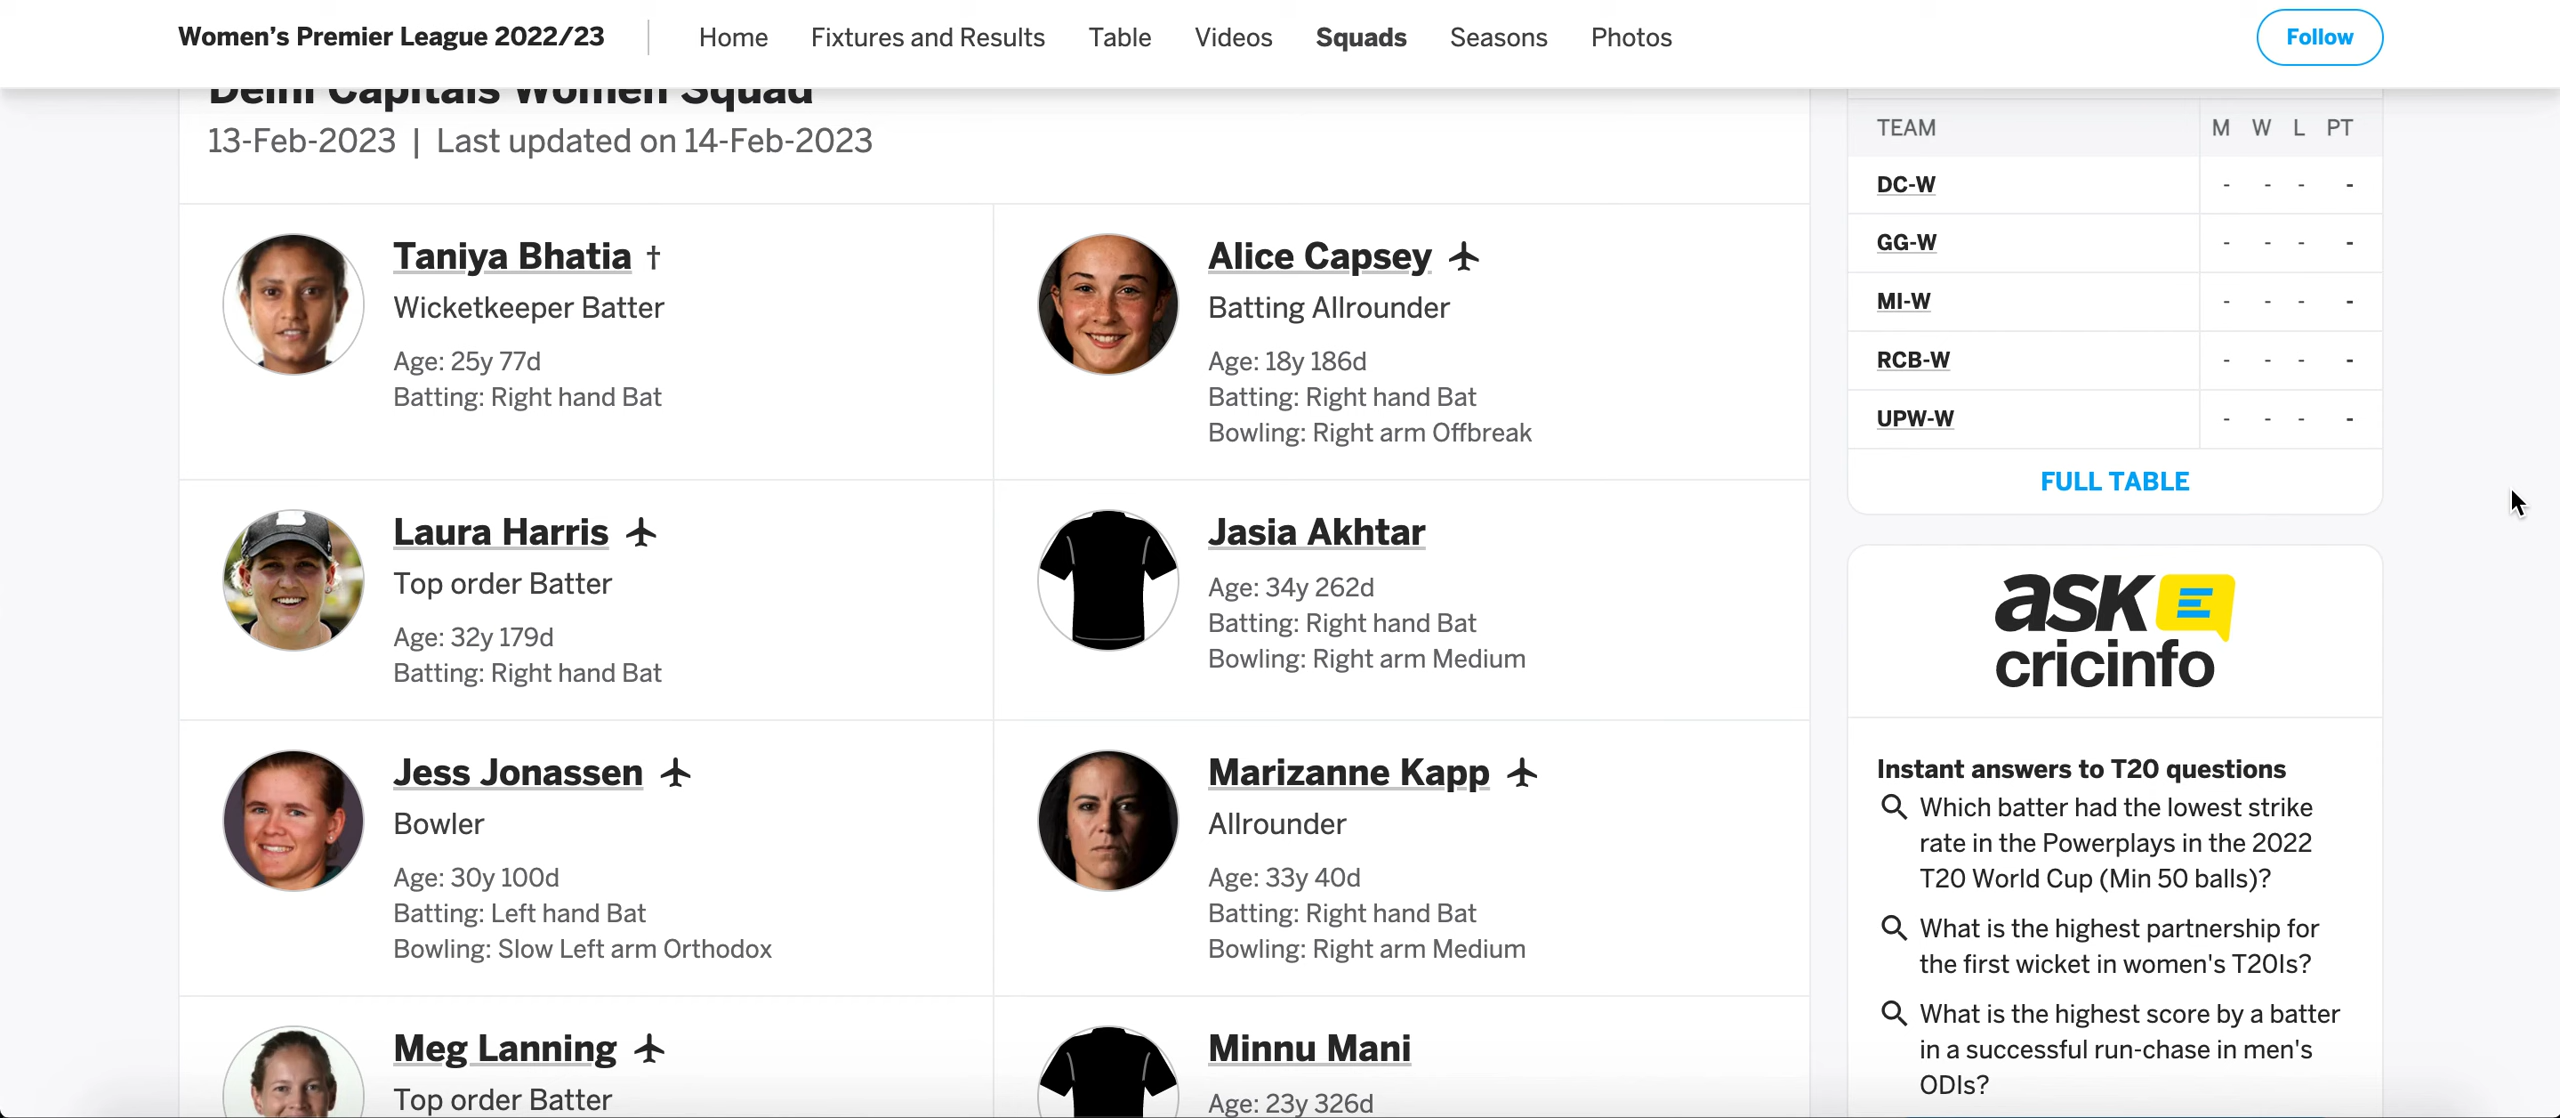 Women's Premier League 2022/23
Home
Fixtures and Results
Table
Videos
Squads
Seasons
Photos
Follow
Delhi Capitals Women Squad
13-Feb-2023 | Last updated on 14-Feb-2023
Taniya Bhatia †
Wicketkeeper Batter
Age: 25y 77d
Batting: Right hand Bat
Alice Capsey
Batting Allrounder
Age: 18y 186d
Batting: Right hand Bat
Bowling: Right arm Offbreak
Laura Harris
Top order Batter
Age: 32y 179d
Batting: Right hand Bat
Jasia Akhtar
Age: 34y 262d
Batting: Right hand Bat
Bowling: Right arm Medium
Jess Jonassen
Bowler
Age: 30y 100d
Batting: Left hand Bat
Bowling: Slow Left arm Orthodox
Marizanne Kapp
Allrounder
Age: 33y 40d
Batting: Right hand Bat
Bowling: Right arm Medium
Meg Lanning
Top order Batter
Minnu Mani
Age: 23y 326d
TEAM M W L PT
DC-W - - - -
GG-W - - - -
MI-W - - - -
RCB-W - - - -
UPW-W - - - -
FULL TABLE
ask
cricinfo
Instant answers to T20 questions
Which batter had the lowest strike
rate in the Powerplays in the 2022
T20 World Cup (Min 50 balls)?
What is the highest partnership for
the first wicket in women's T20Is?
What is the highest score by a batter
in a successful run-chase in men's
ODIs?